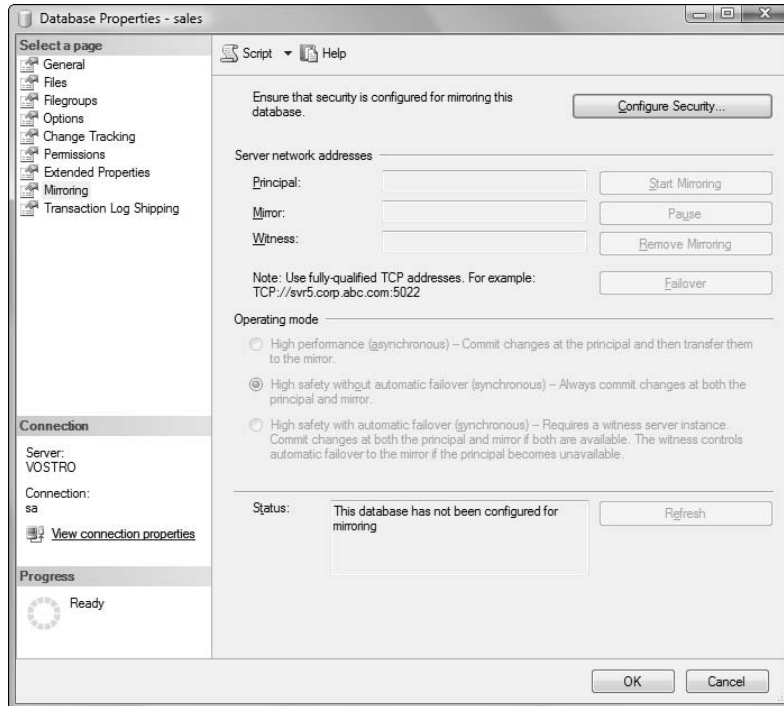 Database Properties - sales
Select a page
General
Files
Filegroups
Options
Change Tracking
Permissions
Extended Properties
Mirroring
Transaction Log Shipping
Connection
Server:
VOSTRO
Connection:
sa
View connection properties
Progress
Ready
Script
Help
Ensure that security is configured for mirroring this
database.
Configure Security...
Server network addresses
Principal:
Start Mirroring
Mirror:
Pause
Witness:
Remove Mirroring
Note: Use fully-qualified TCP addresses. For example:
TCP://svr5.corp.abc.com:5022
Failover
Operating mode
High performance (asynchronous) – Commit changes at the principal and then transfer them
to the mirror.
High safety without automatic failover (synchronous) – Always commit changes at both the
principal and mirror.
High safety with automatic failover (synchronous) – Requires a witness server instance.
Commit changes at both the principal and mirror if both are available. The witness controls
automatic failover to the mirror if the principal becomes unavailable.
Status:
This database has not been configured for
mirroring
Refresh
OK
Cancel